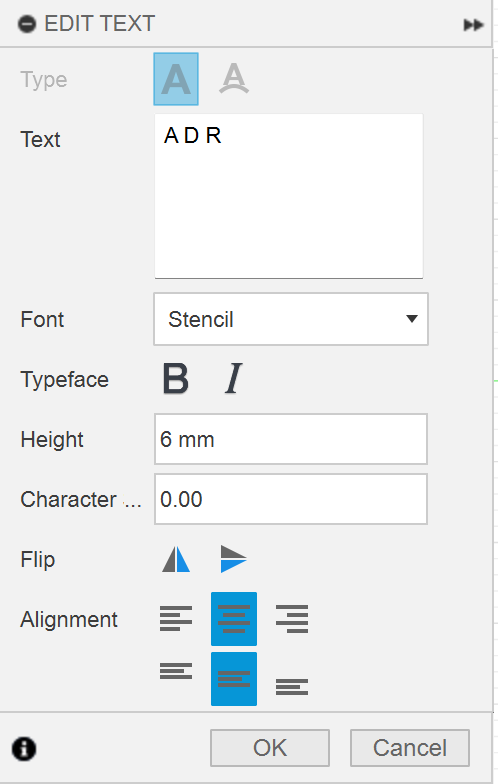 EDIT TEXT
Type
Text
A D R
Font
Stencil
Typeface
B I
Height
6 mm
Character ...
0.00
Flip
Alignment
OK
Cancel